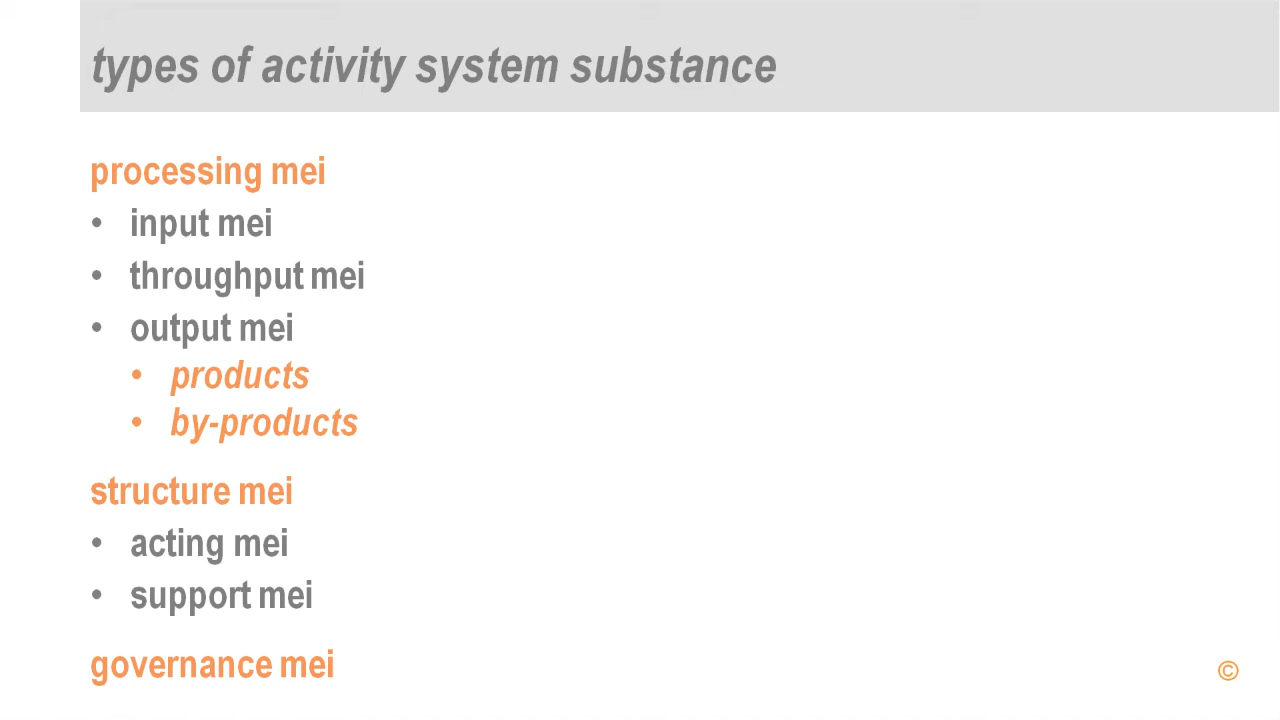 types of activity system substance
processing mei
• input mei
• throughput mei
• output mei
• products
• by-products
structure mei
• acting mei
• support mei
governance mei
©